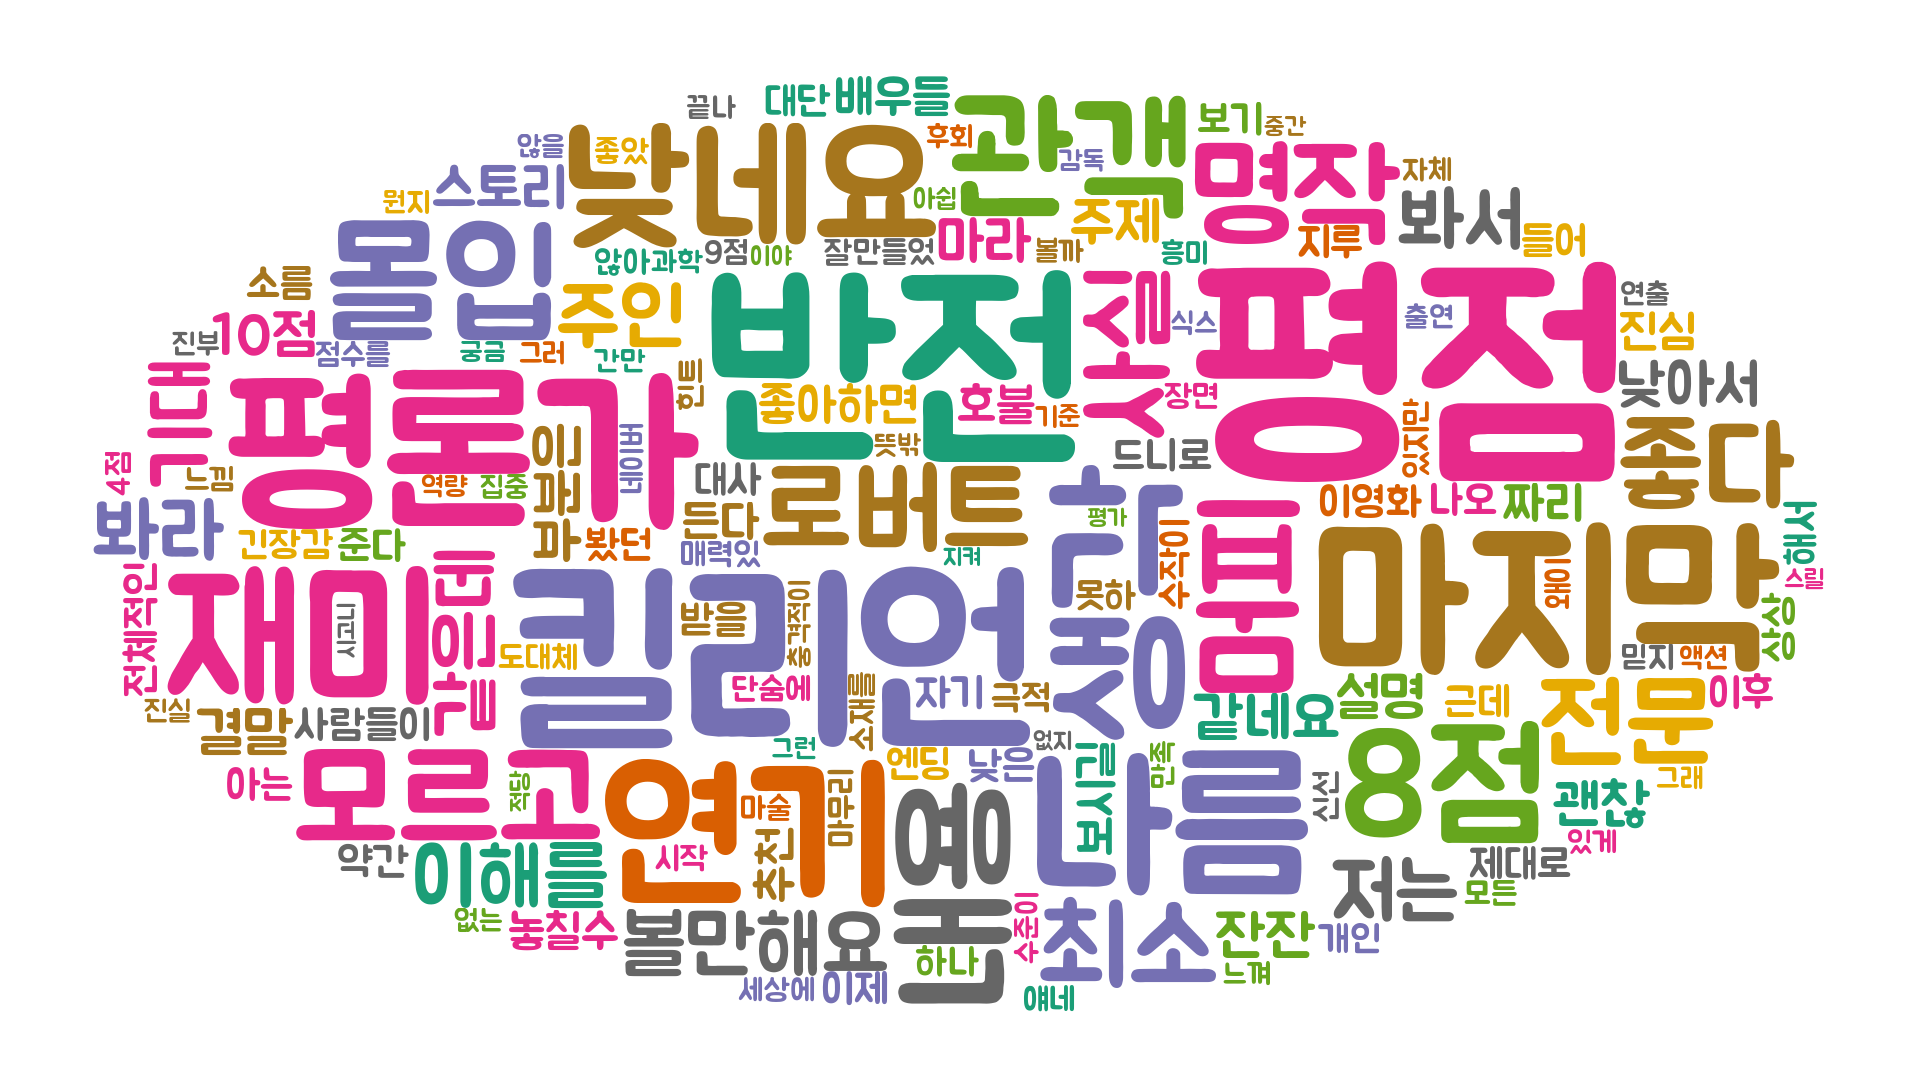 끝나
대단
배우들
관객
보기
중간
않을
좋았
낮네요
후회
감독
명작
자체
뭔지
스토리
아쉽
주제
봐서
들어
몰입
않아
과학
9점
이야
잘만들었
마라
볼까
흥미
지루
소름
주인
반전
사실
평점
식스
출연
연출
진심
진부
10점
점수를
궁금
그러
간만
힌트
기대
평론가
네이버
좋아하면
호불
기준
장면
뜻밖
드니로
있지만
낮아서
좋다
4점
느낌
역량
집중
마블은
대사
로버트
이영화
나오
짜리
봐라
긴장감
준다
봤던
든다
매력있
지켜
평가
각생
수작이
마지막
왜이
해서
스릴
전체적인
재미
시고니
도대체
킬리언
받을
충격적이
못하
품
상상
믿지
액션
이후
진실
결말
사람들이
단숨에
소재를
자기
극적
같네요
설명
근데
전문
아는
모르고
적당
그런
연기
마술
마무리
엔딩
낮은
없지
보시길
만족
나름
신선
8점
그래
괜찮
있게
약간
이해를
시작
추천
저는
제대로
모든
없는
놓칠수
볼만해요
하나
수준이
최소
잔잔
개인
느껴
세상에
이제
얘네